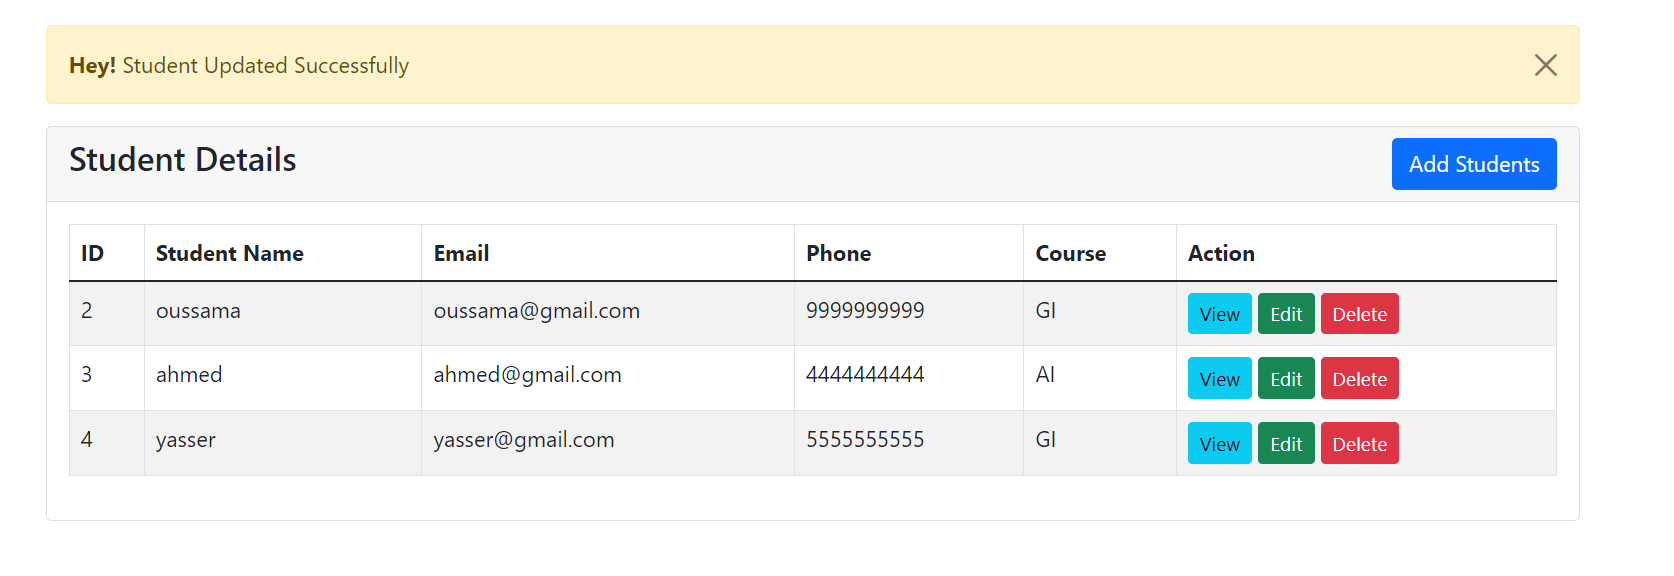 Hey! Student Updated Successfully
Student Details
Add Students
ID Student Name Email Phone Course Action
2 oussama oussama@gmail.com 9999999999 GI View Edit Delete
3 ahmed ahmed@gmail.com 4444444444 AI View Edit Delete
4 yasser yasser@gmail.com 5555555555 GI View Edit Delete